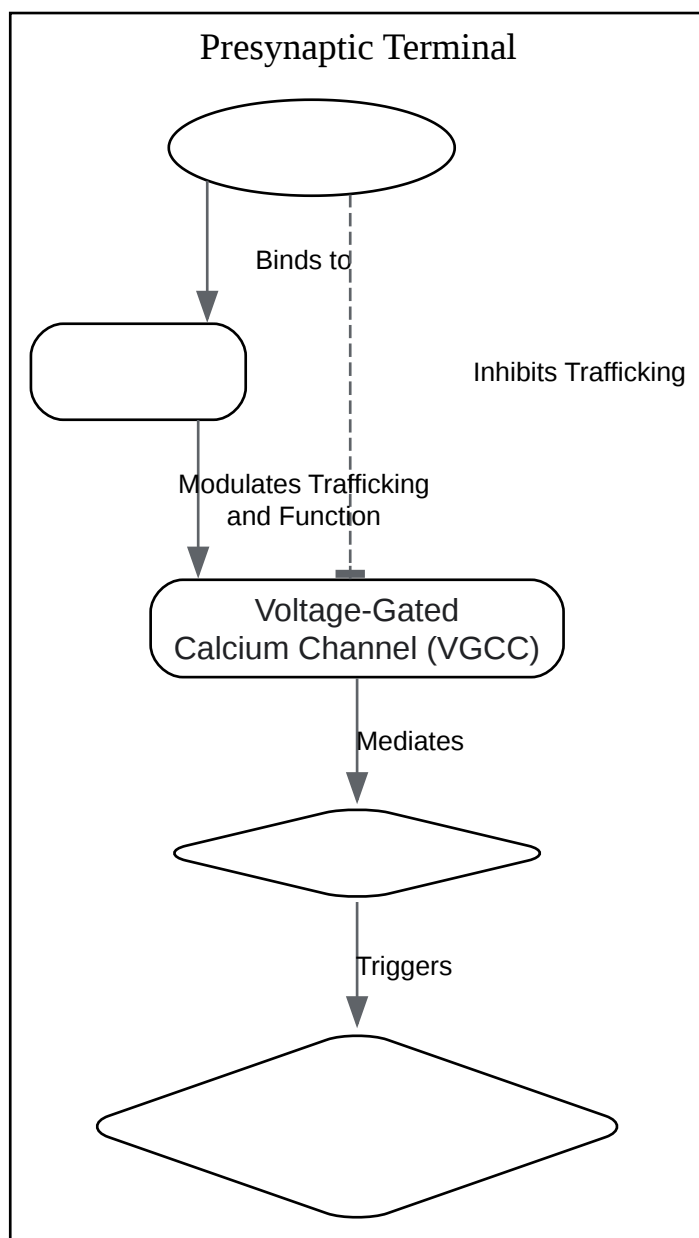 Presynaptic Terminal
Binds to
Inhibits Trafficking
Modulates Trafficking
and Function
Voltage-Gated
Calcium Channel (VGCC)
Mediates
Triggers